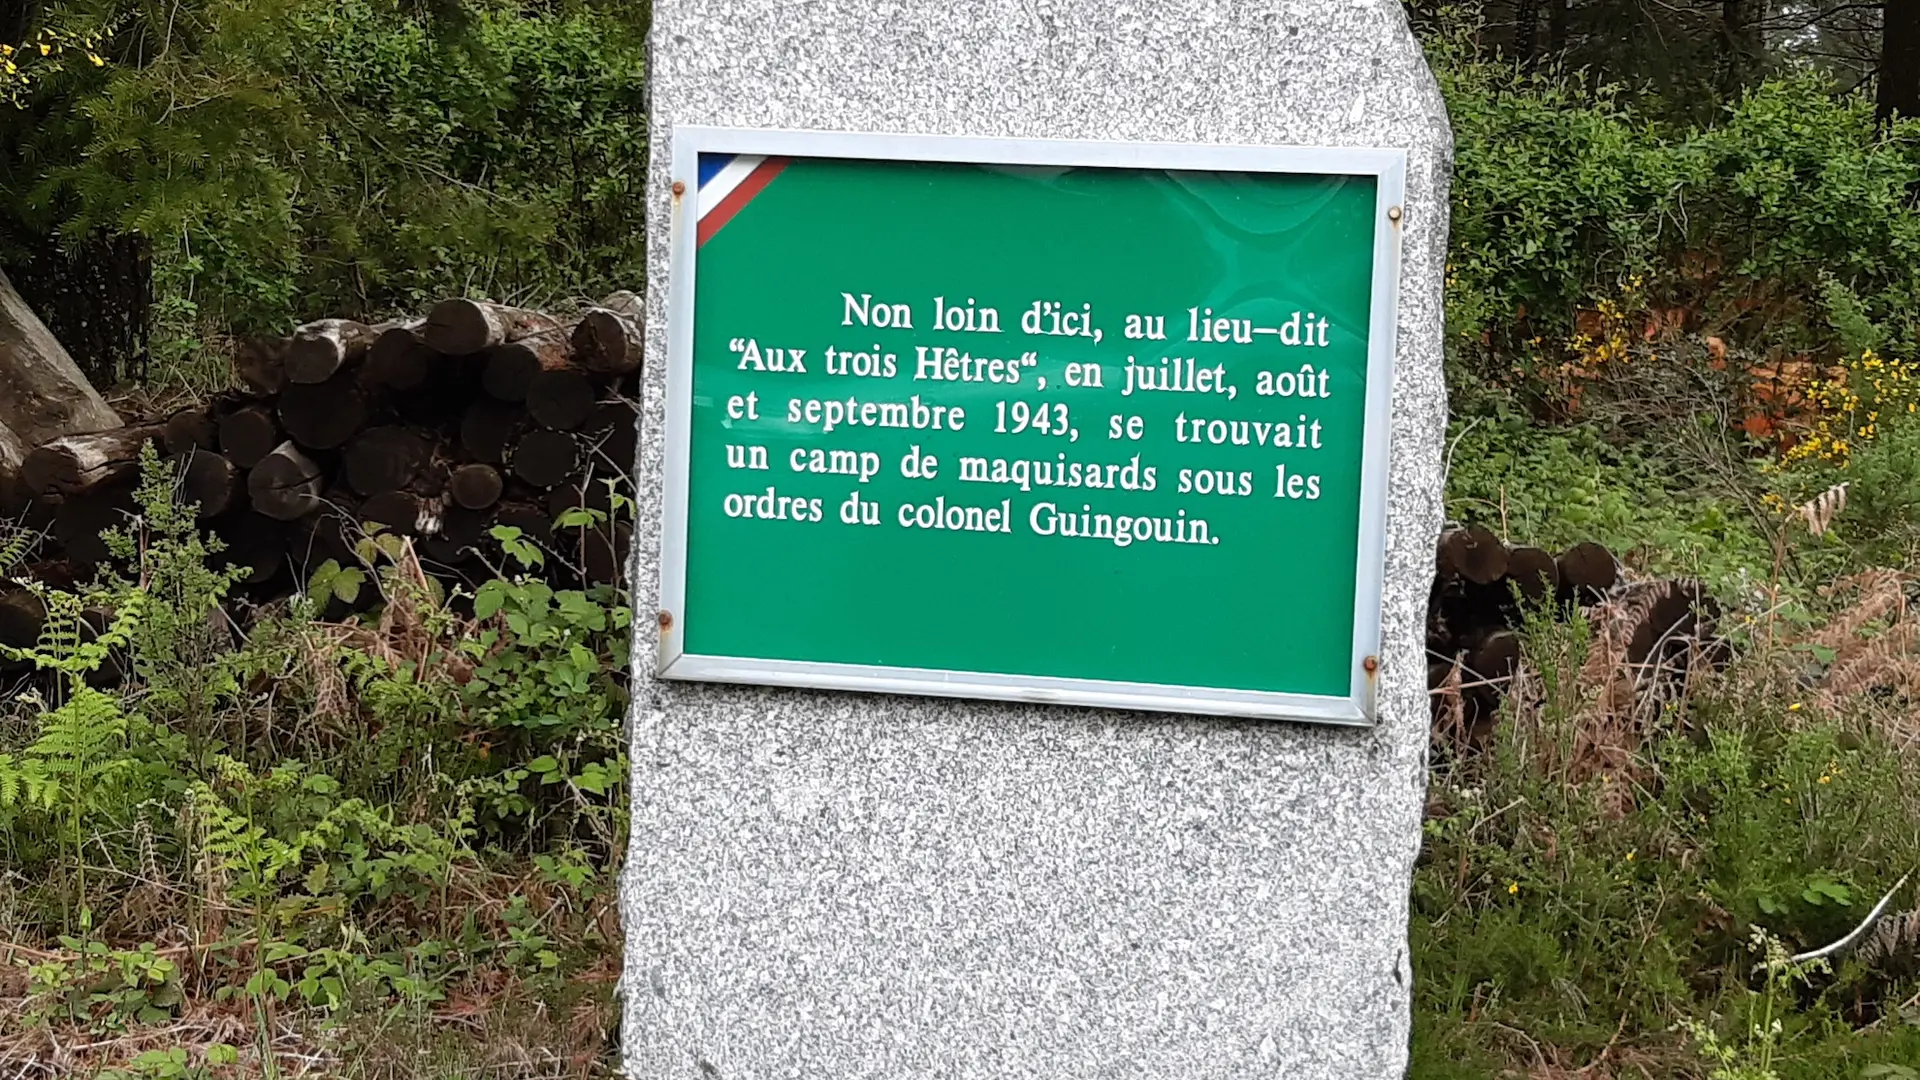 Non loin d'ici, au lieu-dit
“Aux trois Hêtres“, en juillet, août
et septembre 1943, se trouvait
un camp de maquisards sous les
ordres du colonel Guingouin.